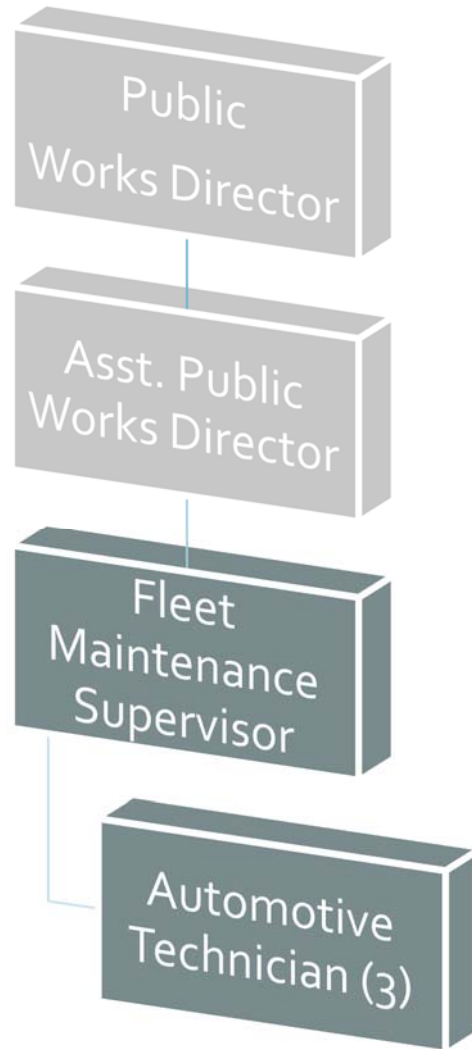 Public
Works Director
Asst. Public
Works Director
Fleet
Maintenance
Supervisor
Automotive
Technician (3)